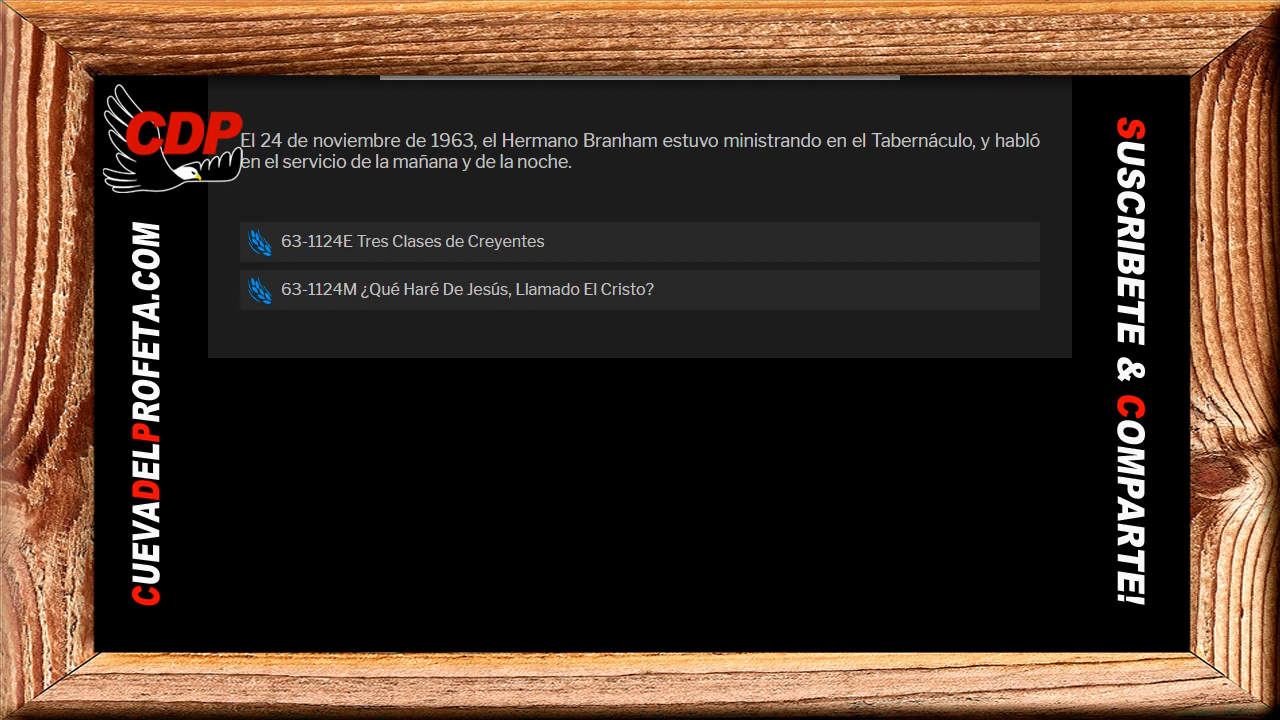 CDP
El 24 de noviembre de 1963, el Hermano Branham estuvo ministrando en el Tabernáculo, y habló
en el servicio de la mañana y de la noche.
63-1124E Tres Clases de Creyentes
63-1124M ¿Qué Haré De Jesús, Llamado El Cristo?
CUEVADELPROFETA.COM
SUSCRIBETE & COMPARTE!